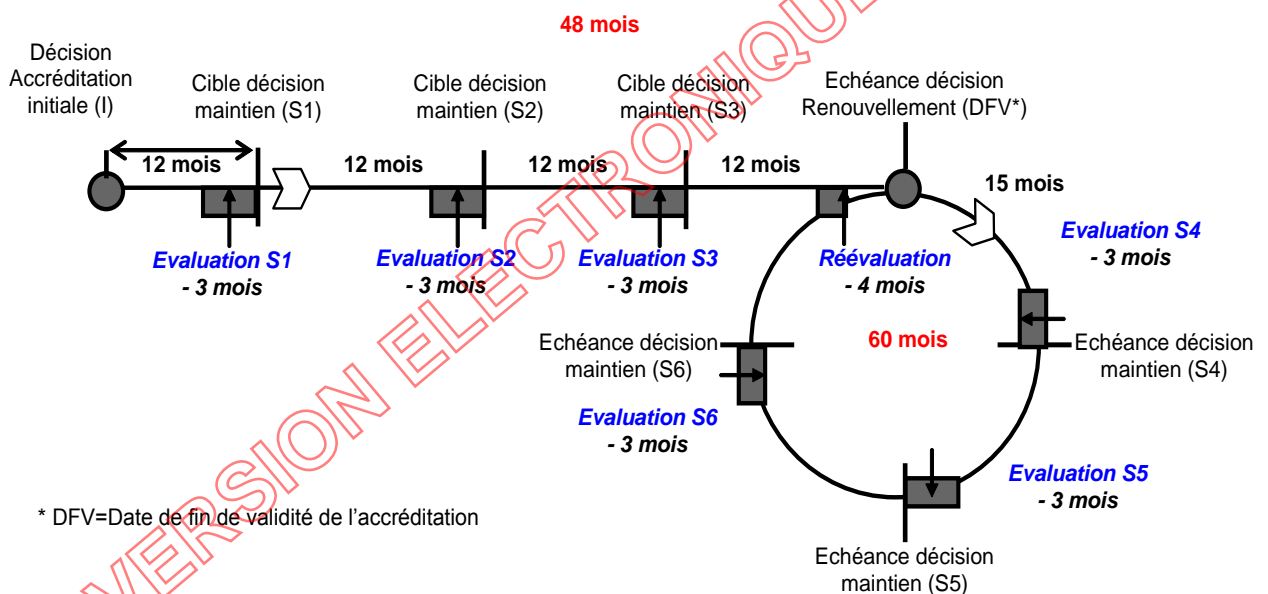 48 mois
Décision
Accréditation
initiale (I)
Cible décision
maintien (S1)
Cible décision
maintien (S2)
Cible décision
maintien (S3)
Echéance décision
Renouvellement (DFV*)
12 mois
12 mois
12 mois
12 mois
15 mois
Evaluation S1
- 3 mois
Evaluation S2
- 3 mois
Evaluation S3
- 3 mois
Réévaluation
- 4 mois
Evaluation S4
- 3 mois
60 mois
Echéance décision
maintien (S6)
Echéance décision
maintien (S4)
Evaluation S6
- 3 mois
Evaluation S5
- 3 mois
Echéance décision
maintien (S5)
* DFV=Date de fin de validité de l’accréditation
VERSION ELECTRONIQU